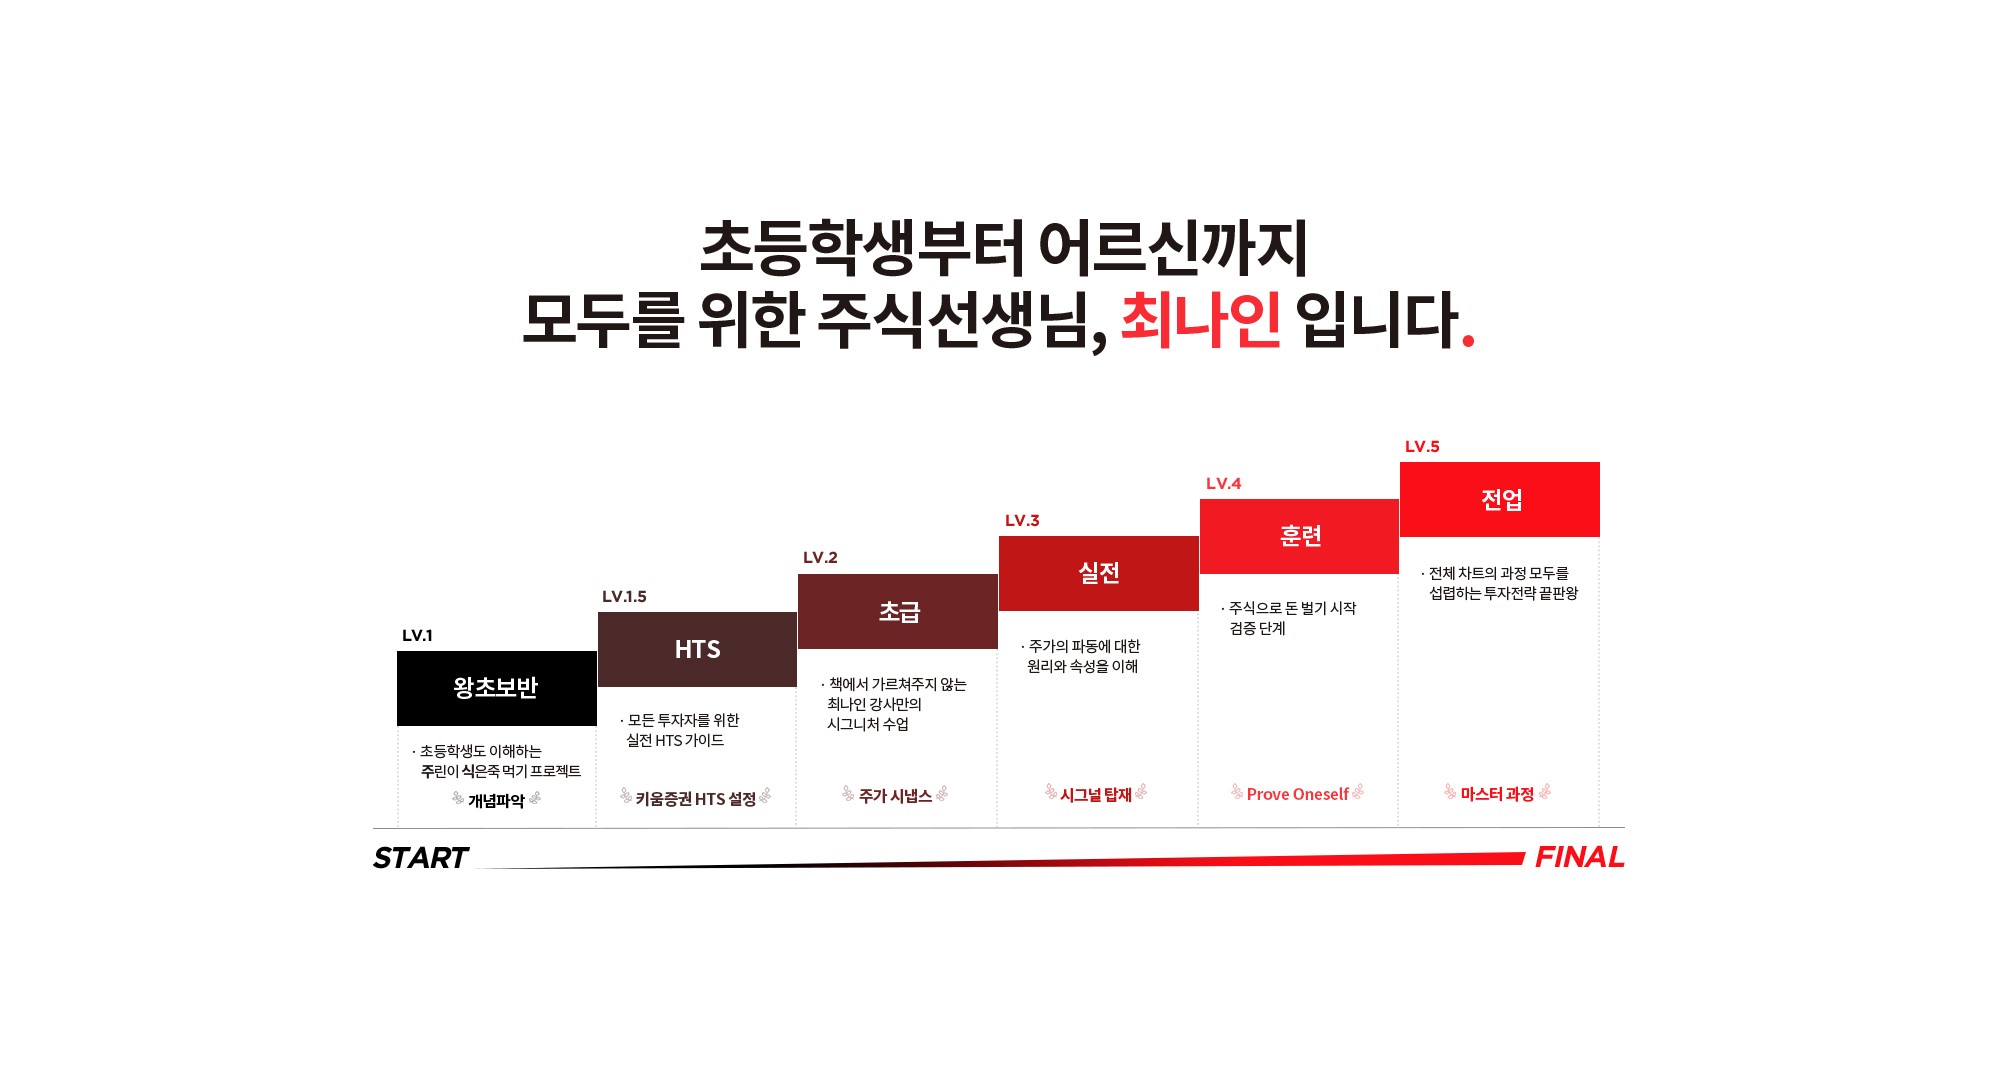 초등학생부터 어르신까지
모두를 위한 주식선생님, 최나인 입니다.
LV.1
왕초보반
· 초등학생도 이해하는
주린이 식은죽 먹기 프로젝트
개념파악
LV.1.5
HTS
· 모든 투자자를 위한
실전 HTS 가이드
키움증권 HTS 설정
LV.2
초급
· 책에서 가르쳐주지 않는
최나인 강사만의
시그니처 수업
주가 시냅스
LV.3
실전
· 주가의 파동에 대한
원리와 속성을 이해
시그널 탑재
LV.4
훈련
· 주식으로 돈 벌기 시작
검증 단계
Prove Oneself
LV.5
전업
· 전체 차트의 과정 모두를
섭렵하는 투자전략 끝판왕
마스터 과정
START
FINAL